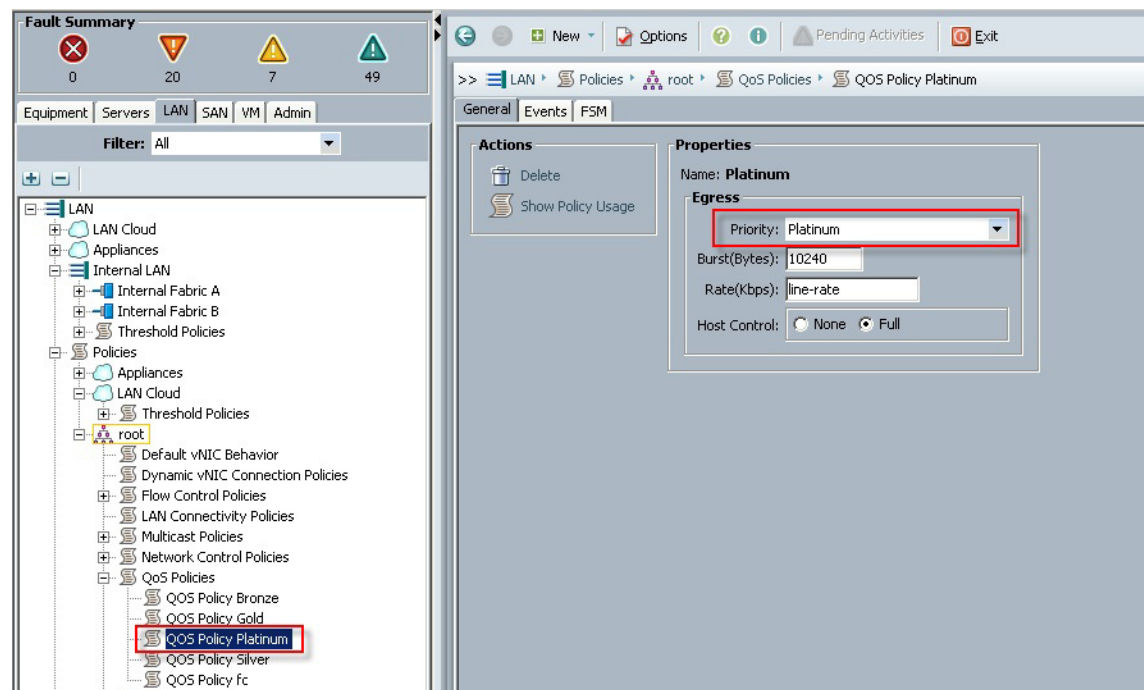 Fault Summary
0 20 7 49
Equipment Servers LAN SAN VM Admin
Filter: All
LAN
LAN Cloud
Appliances
Internal LAN
Internal Fabric A
Internal Fabric B
Threshold Policies
Policies
Appliances
LAN Cloud
Threshold Policies
root
Default vNIC Behavior
Dynamic vNIC Connection Policies
Flow Control Policies
LAN Connectivity Policies
Multicast Policies
Network Control Policies
QoS Policies
QOS Policy Bronze
QOS Policy Gold
QOS Policy Platinum
QOS Policy Silver
QOS Policy fc
New Options Pending Activities Exit
>> LAN Policies root QoS Policies QOS Policy Platinum
General Events FSM
Actions
Delete
Show Policy Usage
Properties
Name: Platinum
Egress
Priority: Platinum
Burst(Bytes): 10240
Rate(Kbps): line-rate
Host Control: None Full